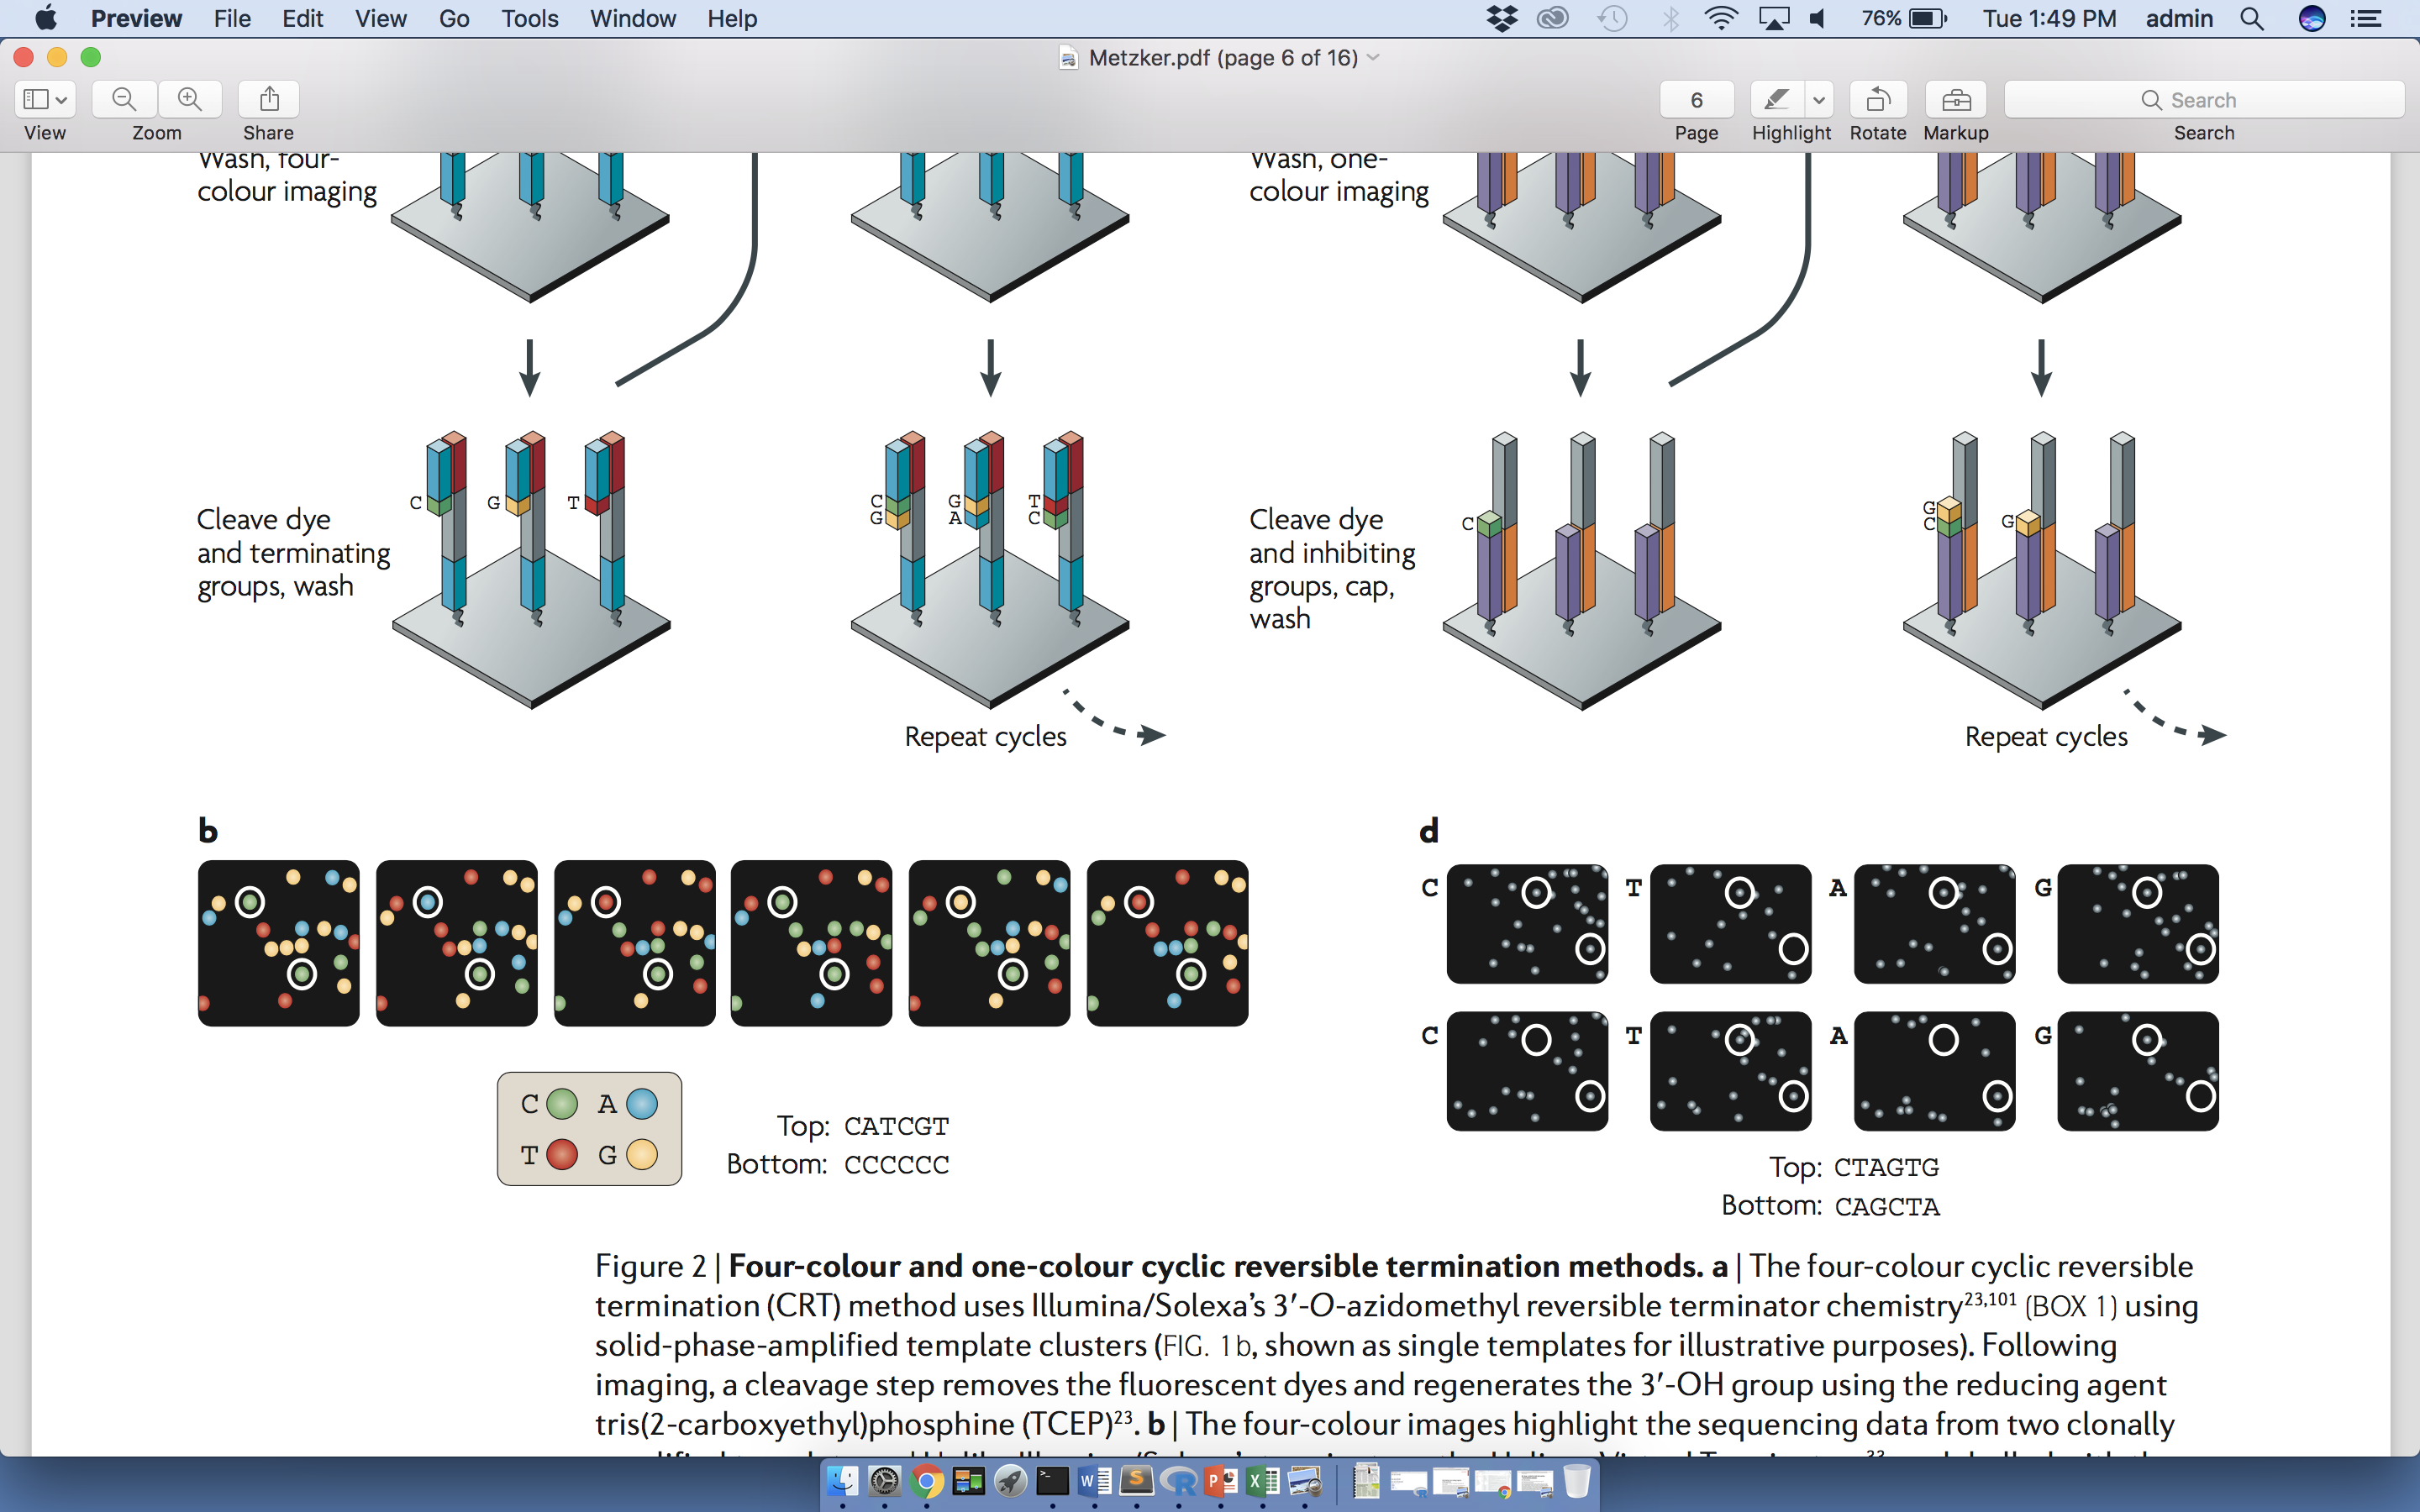 Preview File Edit View Go Tools Window Help 76% Tue 1:49 PM admin
Metzker.pdf (page 6 of 16)
6 Search
View Zoom Share Page Highlight Rotate Markup Search
Wash, four-
colour imaging
Wash, one-
colour imaging
C G T
C G T
G A C
Cleave dye
and terminating
groups, wash
Repeat cycles
C
G
C G
Cleave dye
and inhibiting
groups, cap,
wash
Repeat cycles
b
C A
T G
Top: CATCGT
Bottom: CCCCCC
d
C T A G
C T A G
Top: CTAGTG
Bottom: CAGCTA
Figure 2 | Four-colour and one-colour cyclic reversible termination methods. a | The four-colour cyclic reversible
termination (CRT) method uses Illumina/Solexa’s 3′-O-azidomethyl reversible terminator chemistry23,101 (BOX 1) using
solid-phase-amplified template clusters (FIG. 1b, shown as single templates for illustrative purposes). Following
imaging, a cleavage step removes the fluorescent dyes and regenerates the 3′-OH group using the reducing agent
tris(2-carboxyethyl)phosphine (TCEP)23. b | The four-colour images highlight the sequencing data from two clonally